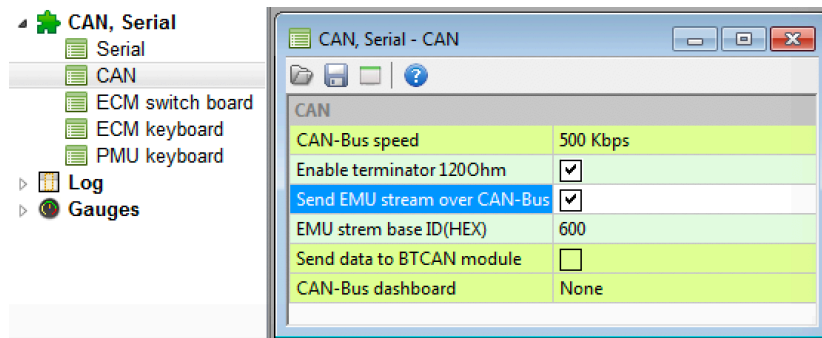 CAN, Serial
Serial
CAN
ECM switch board
ECM keyboard
PMU keyboard
Log
Gauges
CAN, Serial - CAN
CAN
CAN-Bus speed 500 Kbps
Enable terminator 120Ohm
Send EMU stream over CAN-Bus
EMU strem base ID(HEX) 600
Send data to BTCAN module
CAN-Bus dashboard None